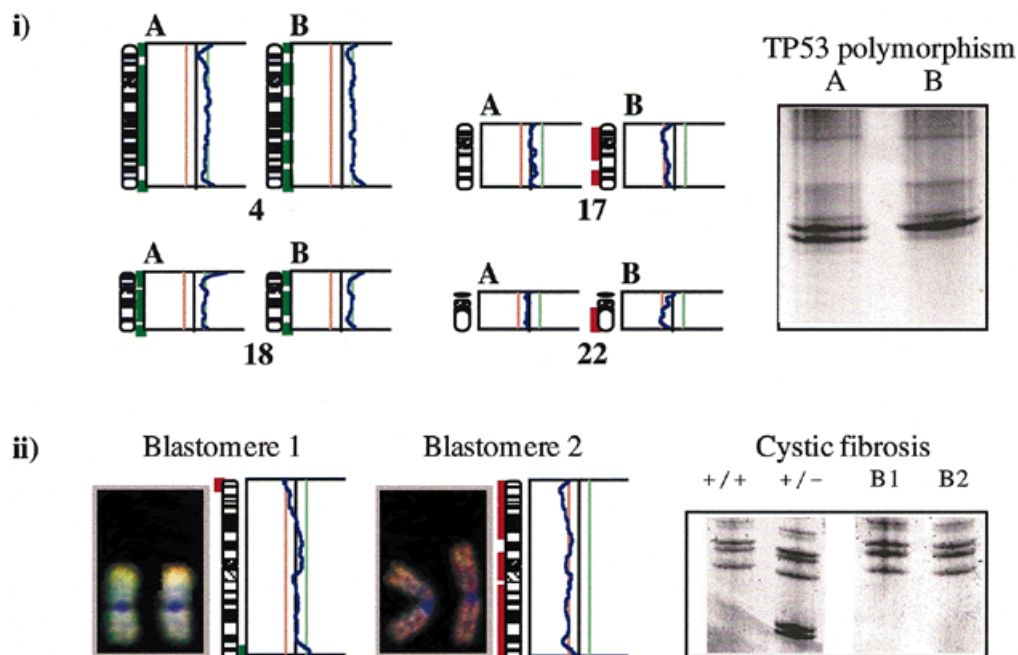 i)
A B
4
A B
18
A B
17
A B
22
TP53 polymorphism
A B
ii)
Blastomere 1
Blastomere 2
Cystic fibrosis
+/+ +/- B1 B2